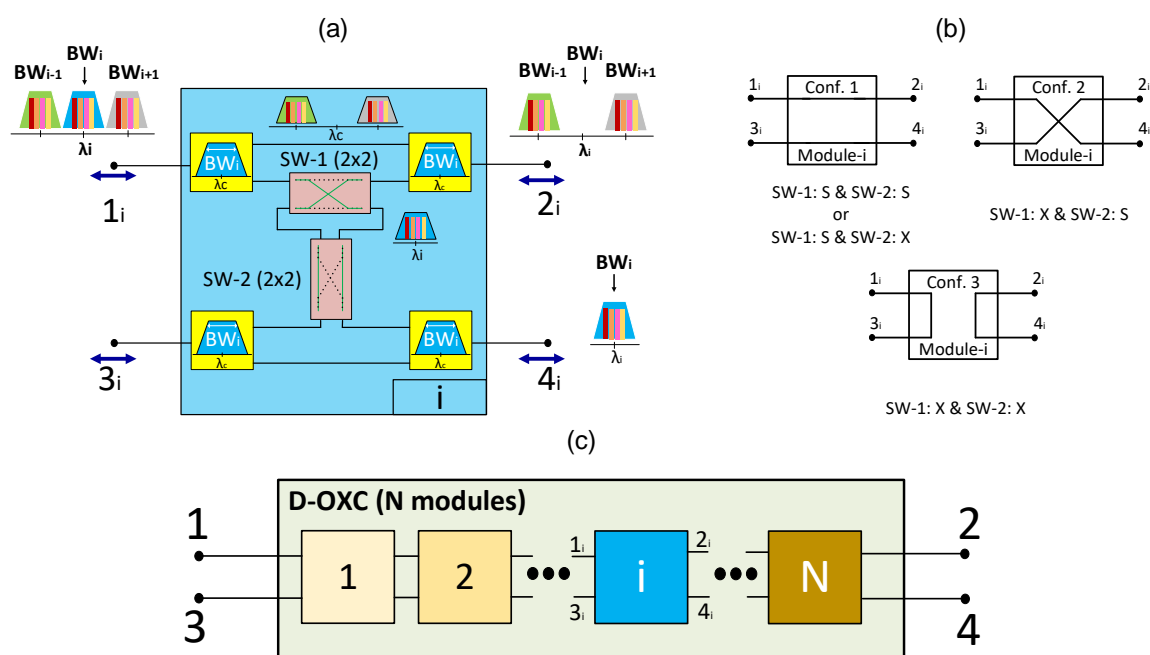 (a)
BWi
BWi-1
BWi+1
λi
BWi
BWi-1
BWi+1
λi
λc
BWi
λc
SW-1 (2x2)
BWi
λc
1i
2i
λi
SW-2 (2x2)
BWi
λi
BWi
λc
BWi
λc
3i
4i
i
(b)
1i
Conf. 1
2i
3i
4i
Module-i
SW-1: S & SW-2: S
or
SW-1: S & SW-2: X
1i
Conf. 2
2i
3i
4i
Module-i
SW-1: X & SW-2: S
1i
Conf. 3
2i
3i
4i
Module-i
SW-1: X & SW-2: X
(c)
D-OXC (N modules)
1
3
1
2
1i
3i
i
2i
4i
N
2
4